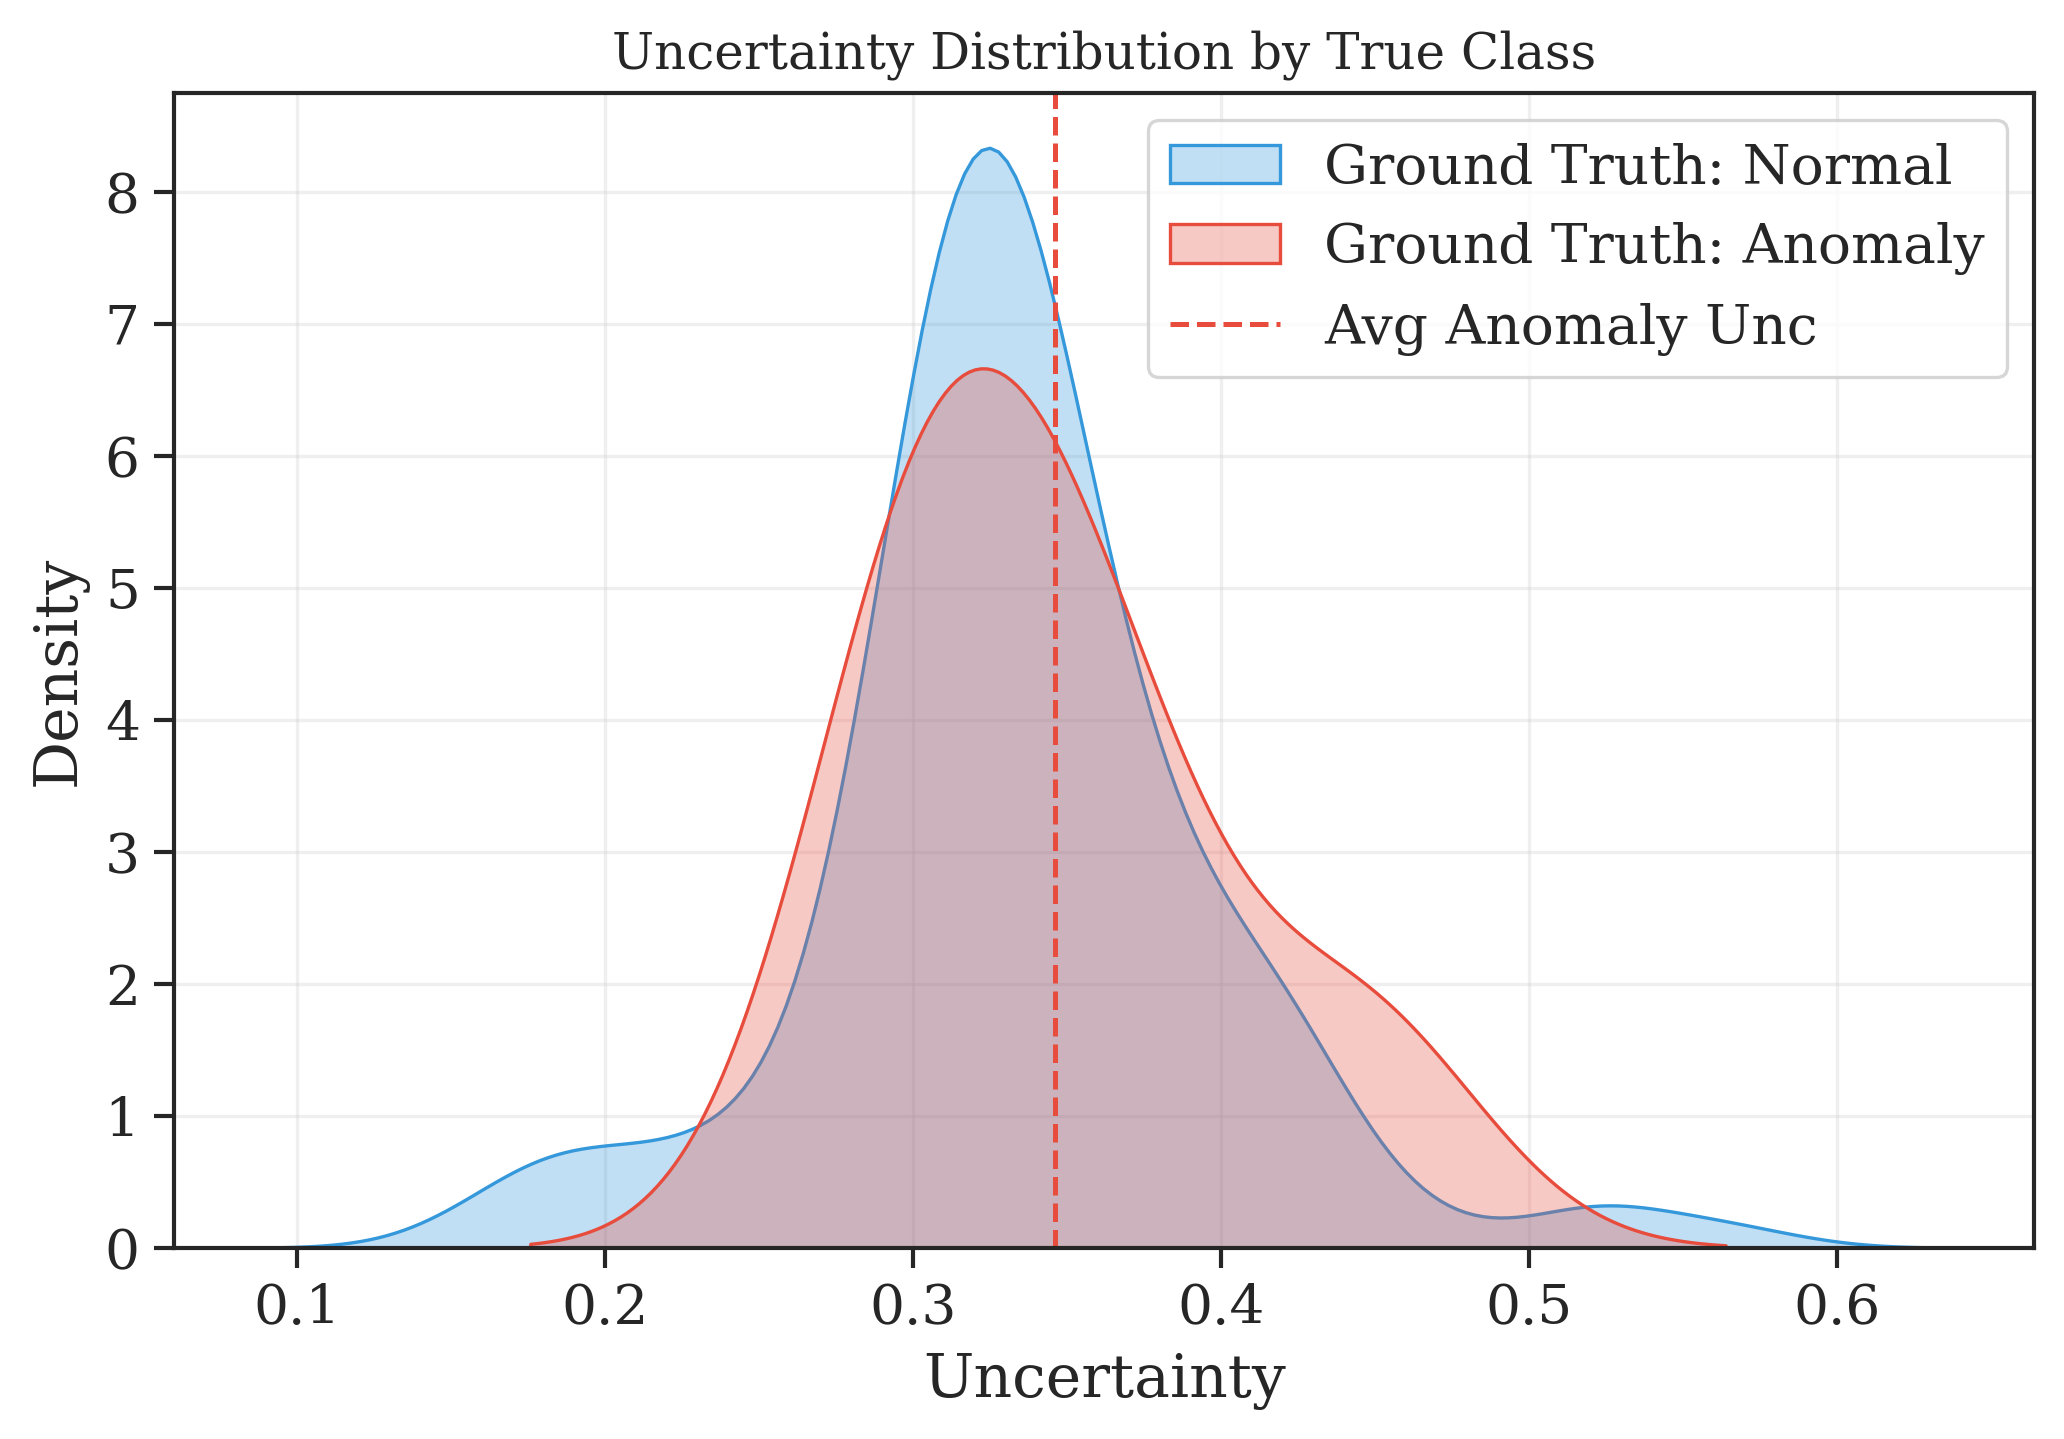 Uncertainty Distribution by True Class
Ground Truth: Normal
Ground Truth: Anomaly
Avg Anomaly Unc
Density
8
7
6
5
4
3
2
1
0
0.1 0.2 0.3 0.4 0.5 0.6
Uncertainty